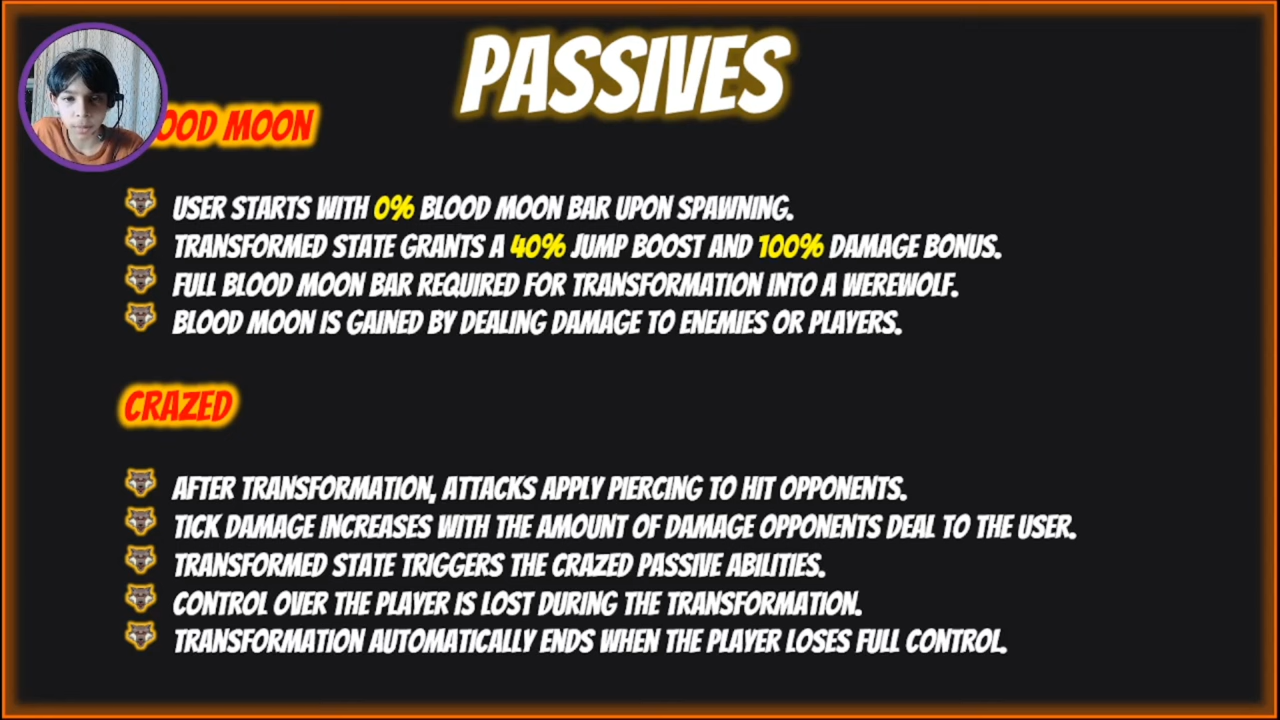 PASSIVES
OOD MOON
USER STARTS WITH 0% BLOOD MOON BAR UPON SPAWNING.
TRANSFORMED STATE GRANTS A 40% JUMP BOOST AND 100% DAMAGE BONUS.
FULL BLOOD MOON BAR REQUIRED FOR TRANSFORMATION INTO A WEREWOLF.
BLOOD MOON IS GAINED BY DEALING DAMAGE TO ENEMIES OR PLAYERS.
CRAZED
AFTER TRANSFORMATION, ATTACKS APPLY PIERCING TO HIT OPPONENTS.
TICK DAMAGE INCREASES WITH THE AMOUNT OF DAMAGE OPPONENTS DEAL TO THE USER.
TRANSFORMED STATE TRIGGERS THE CRAZED PASSIVE ABILITIES.
CONTROL OVER THE PLAYER IS LOST DURING THE TRANSFORMATION.
TRANSFORMATION AUTOMATICALLY ENDS WHEN THE PLAYER LOSES FULL CONTROL.